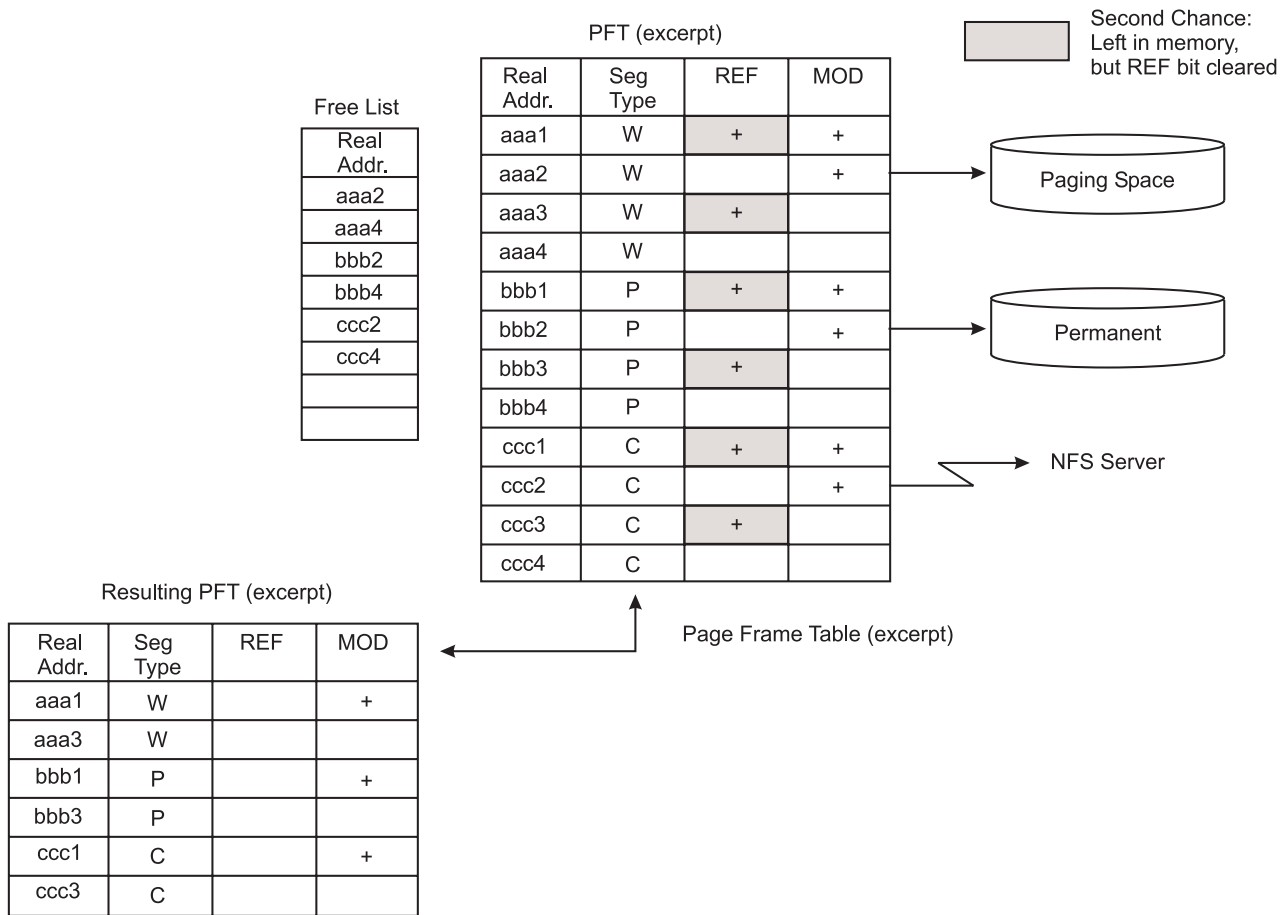 PFT (excerpt)
Second Chance:
Left in memory,
but REF bit cleared
Free List
Real
Addr.
aaa2
aaa4
bbb2
bbb4
ccc2
ccc4
Real Addr. Seg Type REF MOD
aaa1 W + +
aaa2 W +
aaa3 W +
aaa4 W
bbb1 P + +
bbb2 P +
bbb3 P +
bbb4 P
ccc1 C + +
ccc2 C +
ccc3 C +
ccc4 C
Paging Space
Permanent
NFS Server
Page Frame Table (excerpt)
Resulting PFT (excerpt)
Real Addr. Seg Type REF MOD
aaa1 W +
aaa3 W
bbb1 P +
bbb3 P
ccc1 C +
ccc3 C